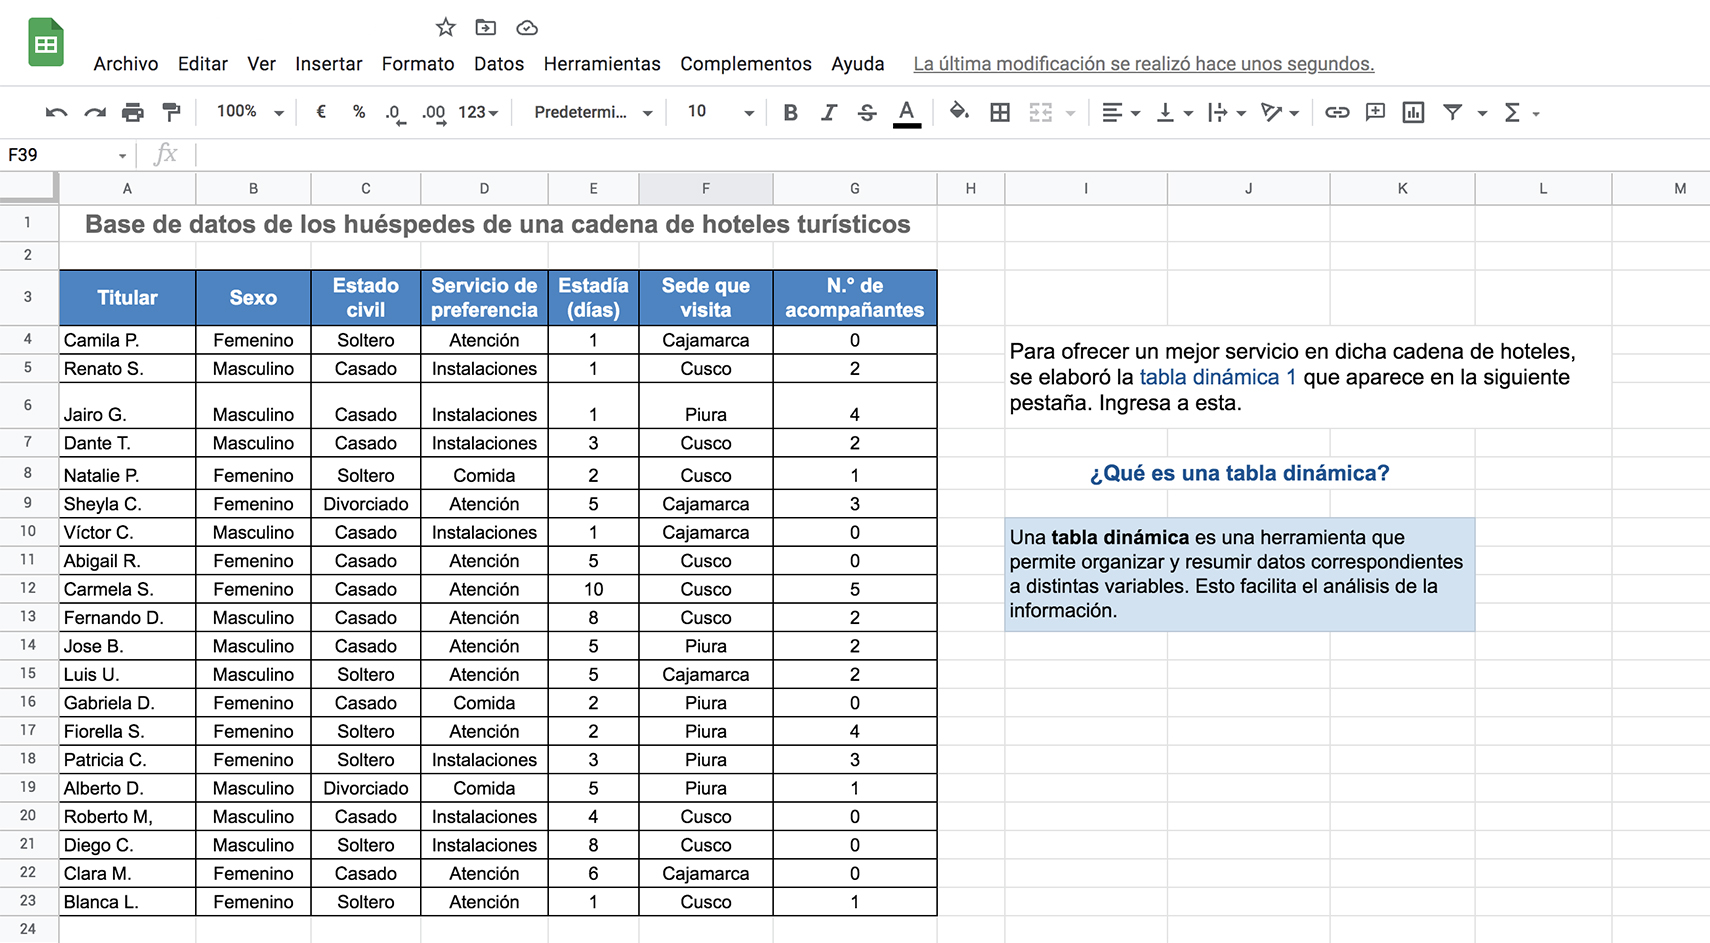 Archivo Editar Ver Insertar Formato Datos Herramientas Complementos Ayuda La última modificación se realizó hace unos segundos.
100% € % .0 .00 123 Predetermi... 10 B I S A Σ
F39 fx
A B C D E F G H I J K L M
1 Base de datos de los huéspedes de una cadena de hoteles turísticos
2
3 Titular Sexo Estado civil Servicio de preferencia Estadía (días) Sede que visita N.° de acompañantes
4 Camila P. Femenino Soltero Atención 1 Cajamarca 0
5 Renato S. Masculino Casado Instalaciones 1 Cusco 2
6 Jairo G. Masculino Casado Instalaciones 1 Piura 4
7 Dante T. Masculino Casado Instalaciones 3 Cusco 2
8 Natalie P. Femenino Soltero Comida 2 Cusco 1
9 Sheyla C. Femenino Divorciado Atención 5 Cajamarca 3
10 Víctor C. Masculino Casado Instalaciones 1 Cajamarca 0
11 Abigail R. Femenino Casado Atención 5 Cusco 0
12 Carmela S. Femenino Casado Atención 10 Cusco 5
13 Fernando D. Masculino Casado Atención 8 Cusco 2
14 Jose B. Masculino Casado Atención 5 Piura 2
15 Luis U. Masculino Soltero Atención 5 Cajamarca 2
16 Gabriela D. Femenino Casado Comida 2 Piura 0
17 Fiorella S. Femenino Soltero Atención 2 Piura 4
18 Patricia C. Femenino Soltero Instalaciones 3 Piura 3
19 Alberto D. Masculino Divorciado Comida 5 Piura 1
20 Roberto M, Masculino Casado Instalaciones 4 Cusco 0
21 Diego C. Masculino Soltero Instalaciones 8 Cusco 0
22 Clara M. Femenino Casado Atención 6 Cajamarca 0
23 Blanca L. Femenino Soltero Atención 1 Cusco 1
24
Para ofrecer un mejor servicio en dicha cadena de hoteles,
se elaboró la tabla dinámica 1 que aparece en la siguiente
pestaña. Ingresa a esta.
¿Qué es una tabla dinámica?
Una tabla dinámica es una herramienta que
permite organizar y resumir datos correspondientes
a distintas variables. Esto facilita el análisis de la
información.